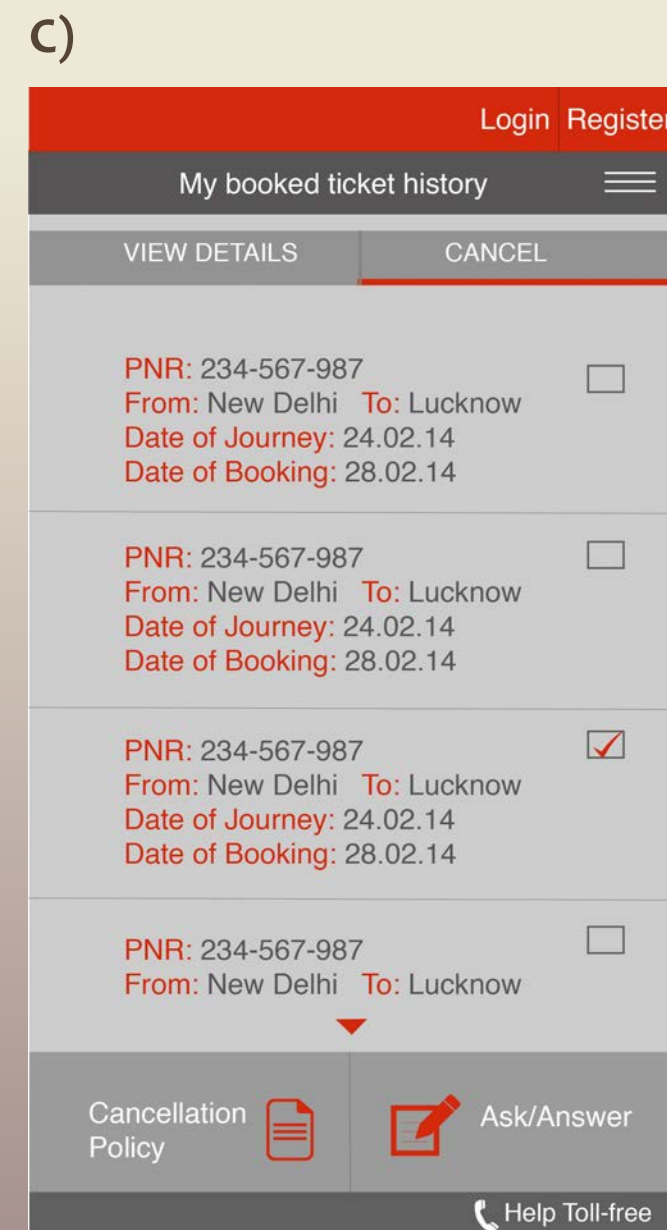 c)
Login Register
My booked ticket history
VIEW DETAILS CANCEL
PNR: 234-567-987
From: New Delhi To: Lucknow
Date of Journey: 24.02.14
Date of Booking: 28.02.14
PNR: 234-567-987
From: New Delhi To: Lucknow
Date of Journey: 24.02.14
Date of Booking: 28.02.14
PNR: 234-567-987
From: New Delhi To: Lucknow
Date of Journey: 24.02.14
Date of Booking: 28.02.14
PNR: 234-567-987
From: New Delhi To: Lucknow
Cancellation
Policy
Ask/Answer
Help Toll-free